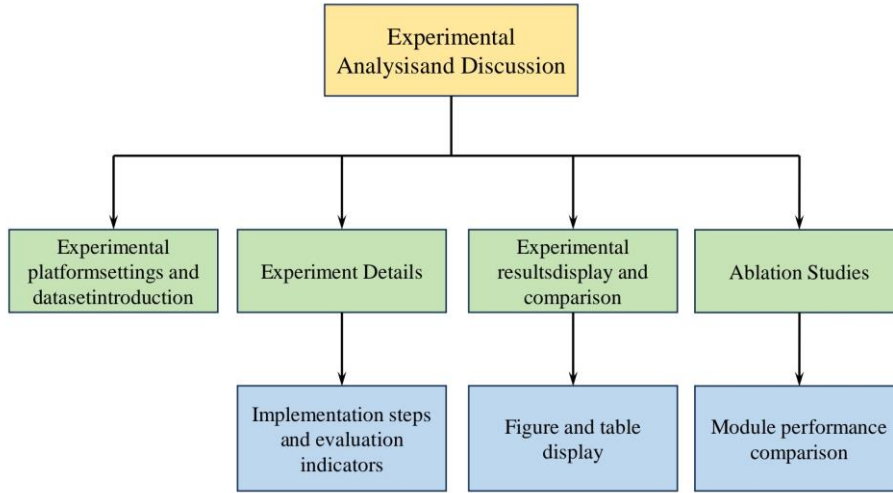 Experimental
Analysisand Discussion
Experimental
platformsettings and
datasetintroduction
Experiment Details
Experimental
resultsdisplay and
comparison
Ablation Studies
Implementation steps
and evaluation
indicators
Figure and table
display
Module performance
comparison